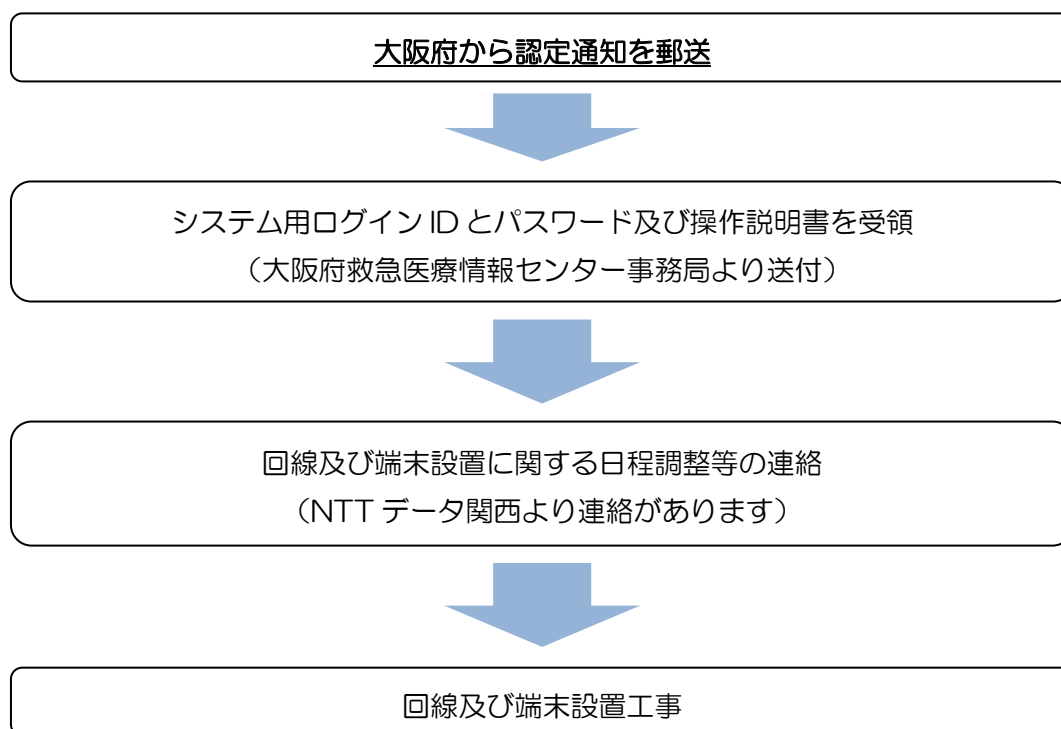 大阪府から認定通知を郵送
システム用ログイン ID とパスワード及び操作説明書を受領
（大阪府救急医療情報センター事務局より送付）
回線及び端末設置に関する日程調整等の連絡
（NTT データ関西より連絡があります）
回線及び端末設置工事